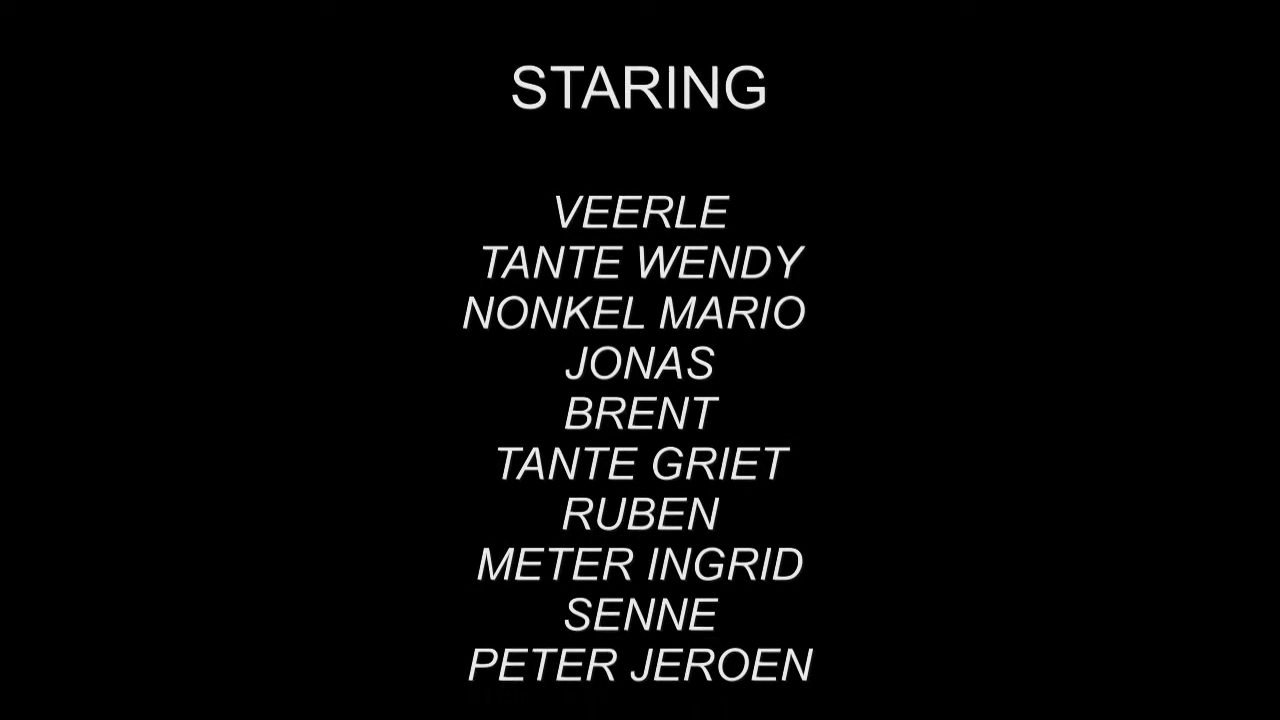 STARING
VEERLE
TANTE WENDY
NONKEL MARIO
JONAS
BRENT
TANTE GRIET
RUBEN
METER INGRID
SENNE
PETER JEROEN